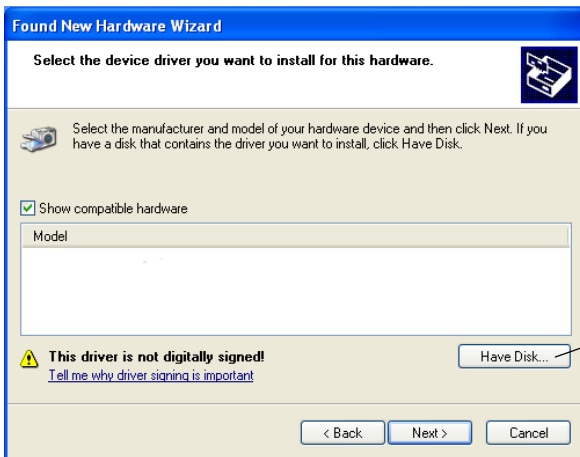 Found New Hardware Wizard
Select the device driver you want to install for this hardware.
Select the manufacturer and model of your hardware device and then click Next. If you
have a disk that contains the driver you want to install, click Have Disk.
Show compatible hardware
Model
This driver is not digitally signed!
Have Disk...
Tell me why driver signing is important
< Back
Next >
Cancel